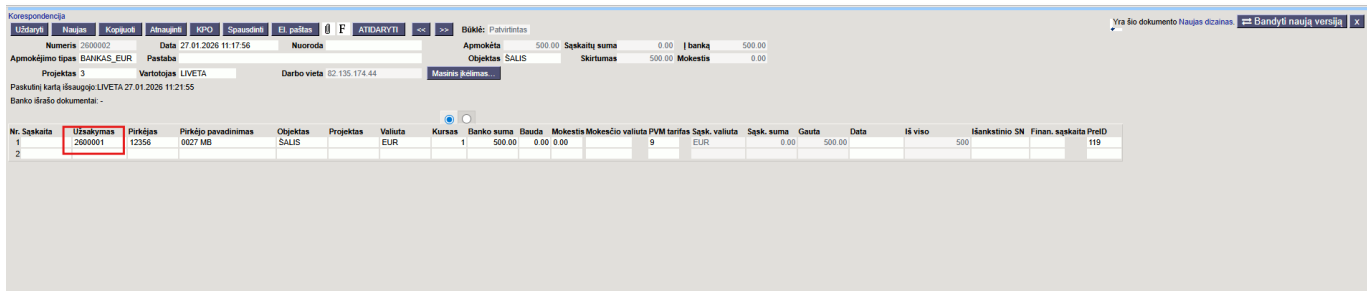 Korespondencija
Yra šio dokumento Naujas dizainas. Bandyti naują versiją x
Uždaryti Naujas Kopijuoti Atnaujinti KPO Spausdinti El. paštas F ATIDARYTI << >> Būklė: Patvirtintas
Numeris 2600002 Data 27.01.2026 11:17:56 Nuoroda Apmokėta 500.00 Sąskaitų suma 0.00 Į banką 500.00
Apmokėjimo tipas BANKAS_EUR Pastaba Objektas ŠALIS Skirtumas 500.00 Mokestis 0.00
Projektas 3 Vartotojas LIVETA Darbo vieta 82.135.174.44 Masinis įkėlimas...
Paskutinį kartą išsaugojo:LIVETA 27.01.2026 11:21:55
Banko išrašo dokumentai: -
Nr. Sąskaita Užsakymas Pirkėjas Pirkėjo pavadinimas Objektas Projektas Valiuta Kursas Banko suma Bauda Mokestis Mokesčio valiuta PVM tarifas Sąsk. valiuta Sąsk. suma Gauta Data Iš viso Išankstinio SN Finan. sąskaita PreID
1 2600001 12356 0027 MB ŠALIS EUR 1 500.00 0.00 0.00 9 EUR 0.00 500.00 500 119
2